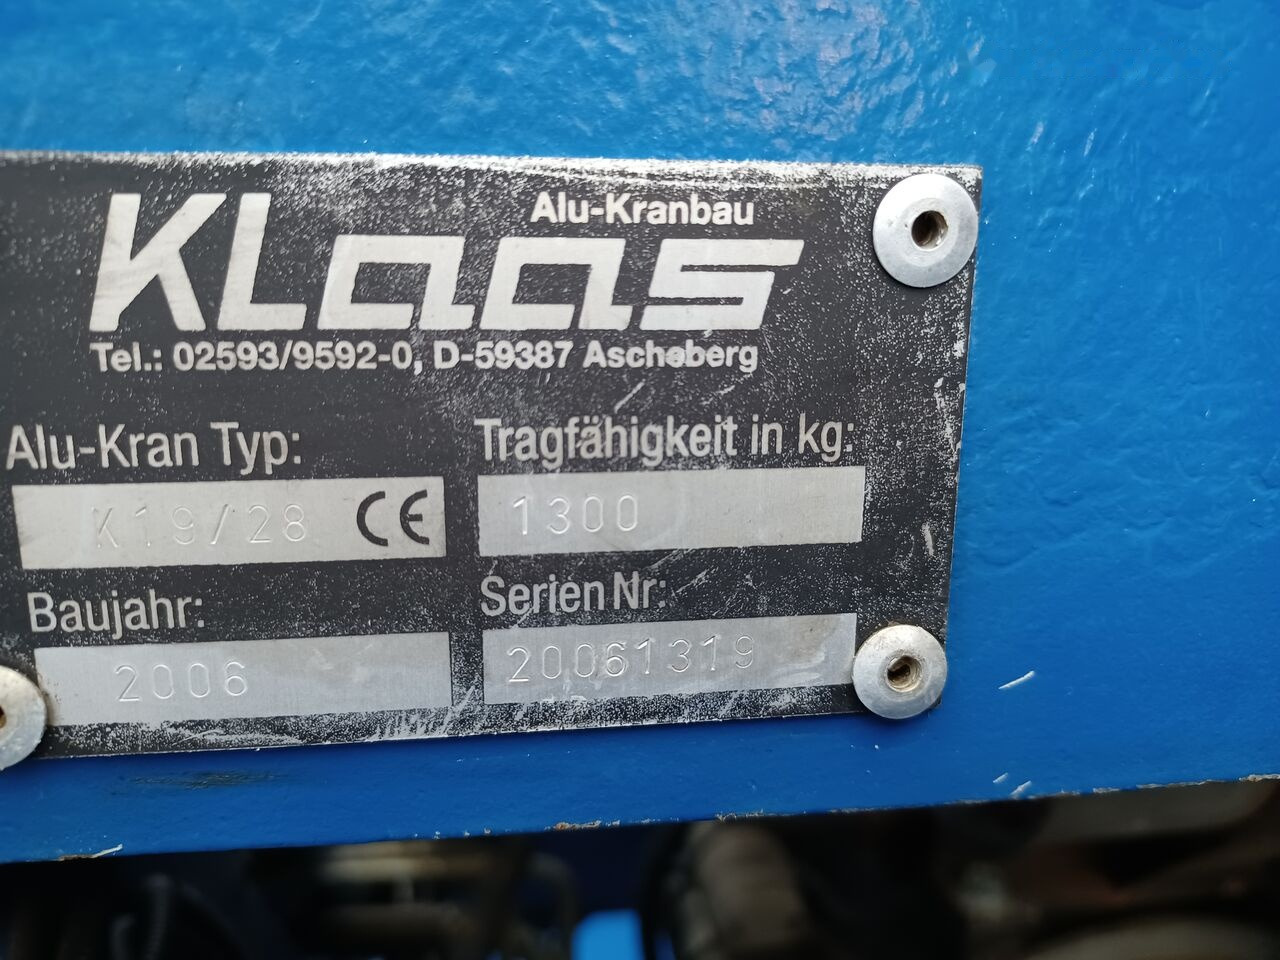 Alu-Kranbau
KLaas
Tel.: 02593/9592-0, D-59387 Ascheberg
Alu-Kran Typ:
Tragfähigkeit in kg:
K19/28 CE
1300
Baujahr:
Serien Nr:
2006
20061319